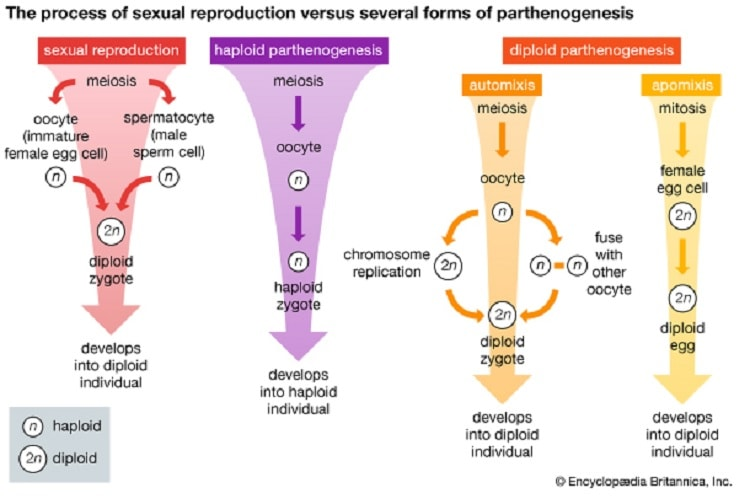 The process of sexual reproduction versus several forms of parthenogenesis
sexual reproduction
meiosis
oocyte
(immature
female egg cell)
n
spermatocyte
(male
sperm cell)
n
2n
diploid
zygote
develops
into diploid
individual
haploid parthenogenesis
meiosis
oocyte
n
n
haploid
zygote
develops
into haploid
individual
diploid parthenogenesis
automixis
meiosis
oocyte
n
chromosome
replication
2n
n
n
fuse
with
other
oocyte
2n
diploid
zygote
develops
into diploid
individual
apomixis
mitosis
female
egg cell
2n
2n
diploid
egg
develops
into diploid
individual
n haploid
2n diploid
© Encyclopædia Britannica, Inc.